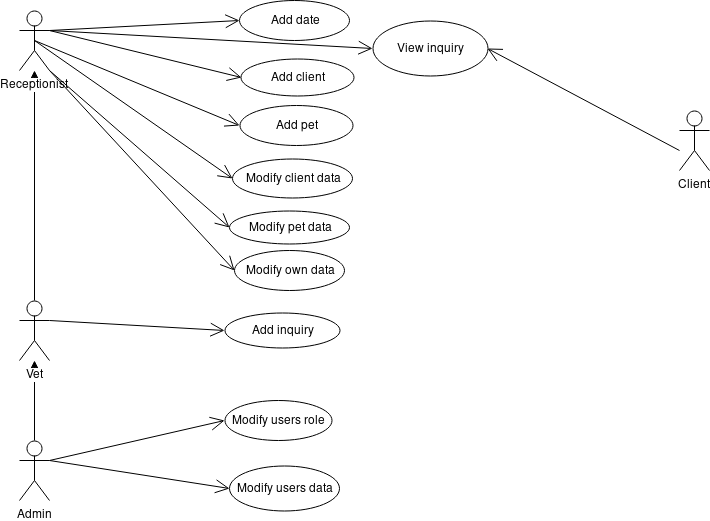 Add date
View inquiry
Receptionist
Add client
Add pet
Client
Modify client data
Modify pet data
Modify own data
Add inquiry
Vet
Modify users role
Modify users data
Admin